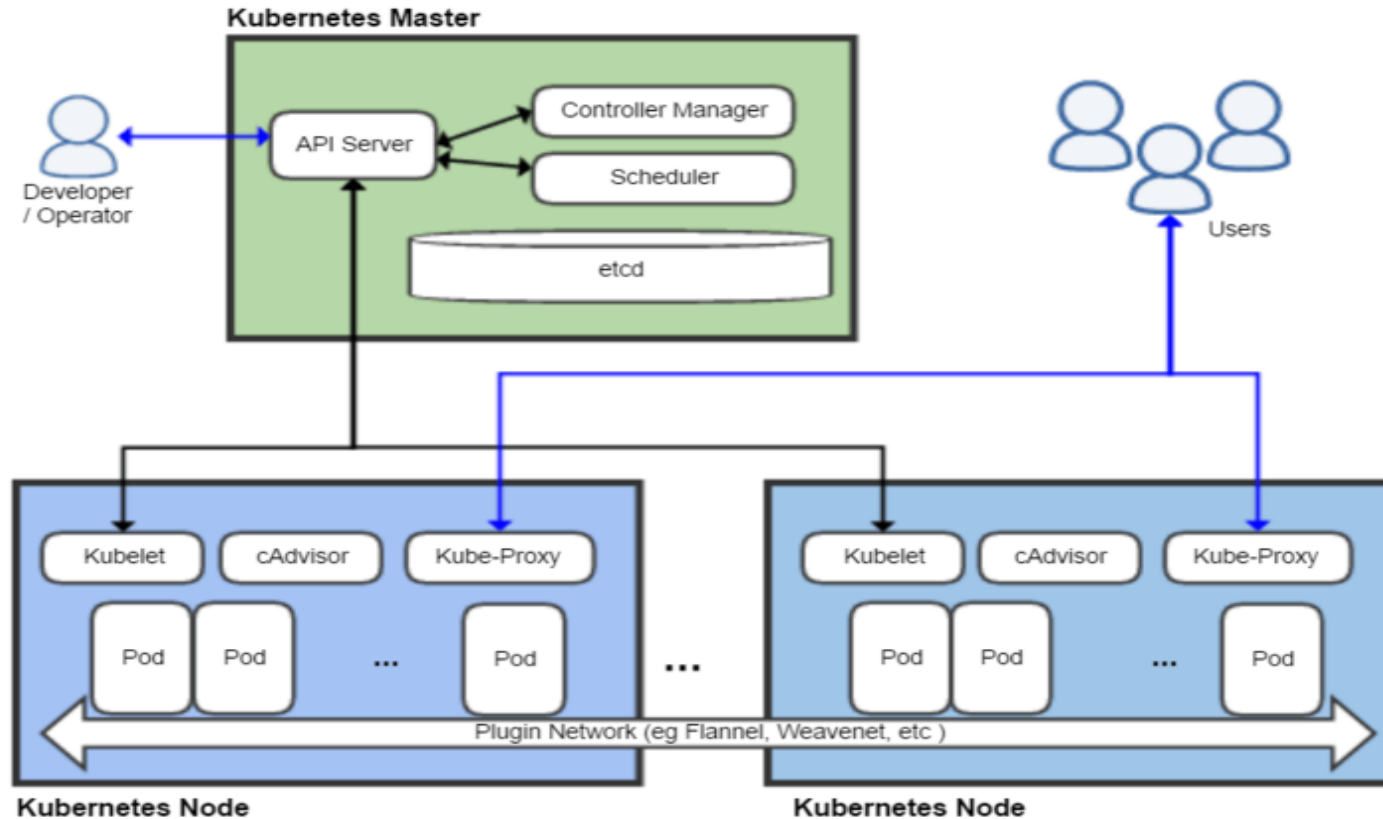 Kubernetes Master
Controller Manager
API Server
Scheduler
Developer
/ Operator
Users
etcd
Kubelet
cAdvisor
Kube-Proxy
Kubelet
cAdvisor
Kube-Proxy
Pod
Pod
...
Pod
...
Pod
Pod
...
Pod
Plugin Network (eg Flannel, Weavenet, etc )
Kubernetes Node
Kubernetes Node